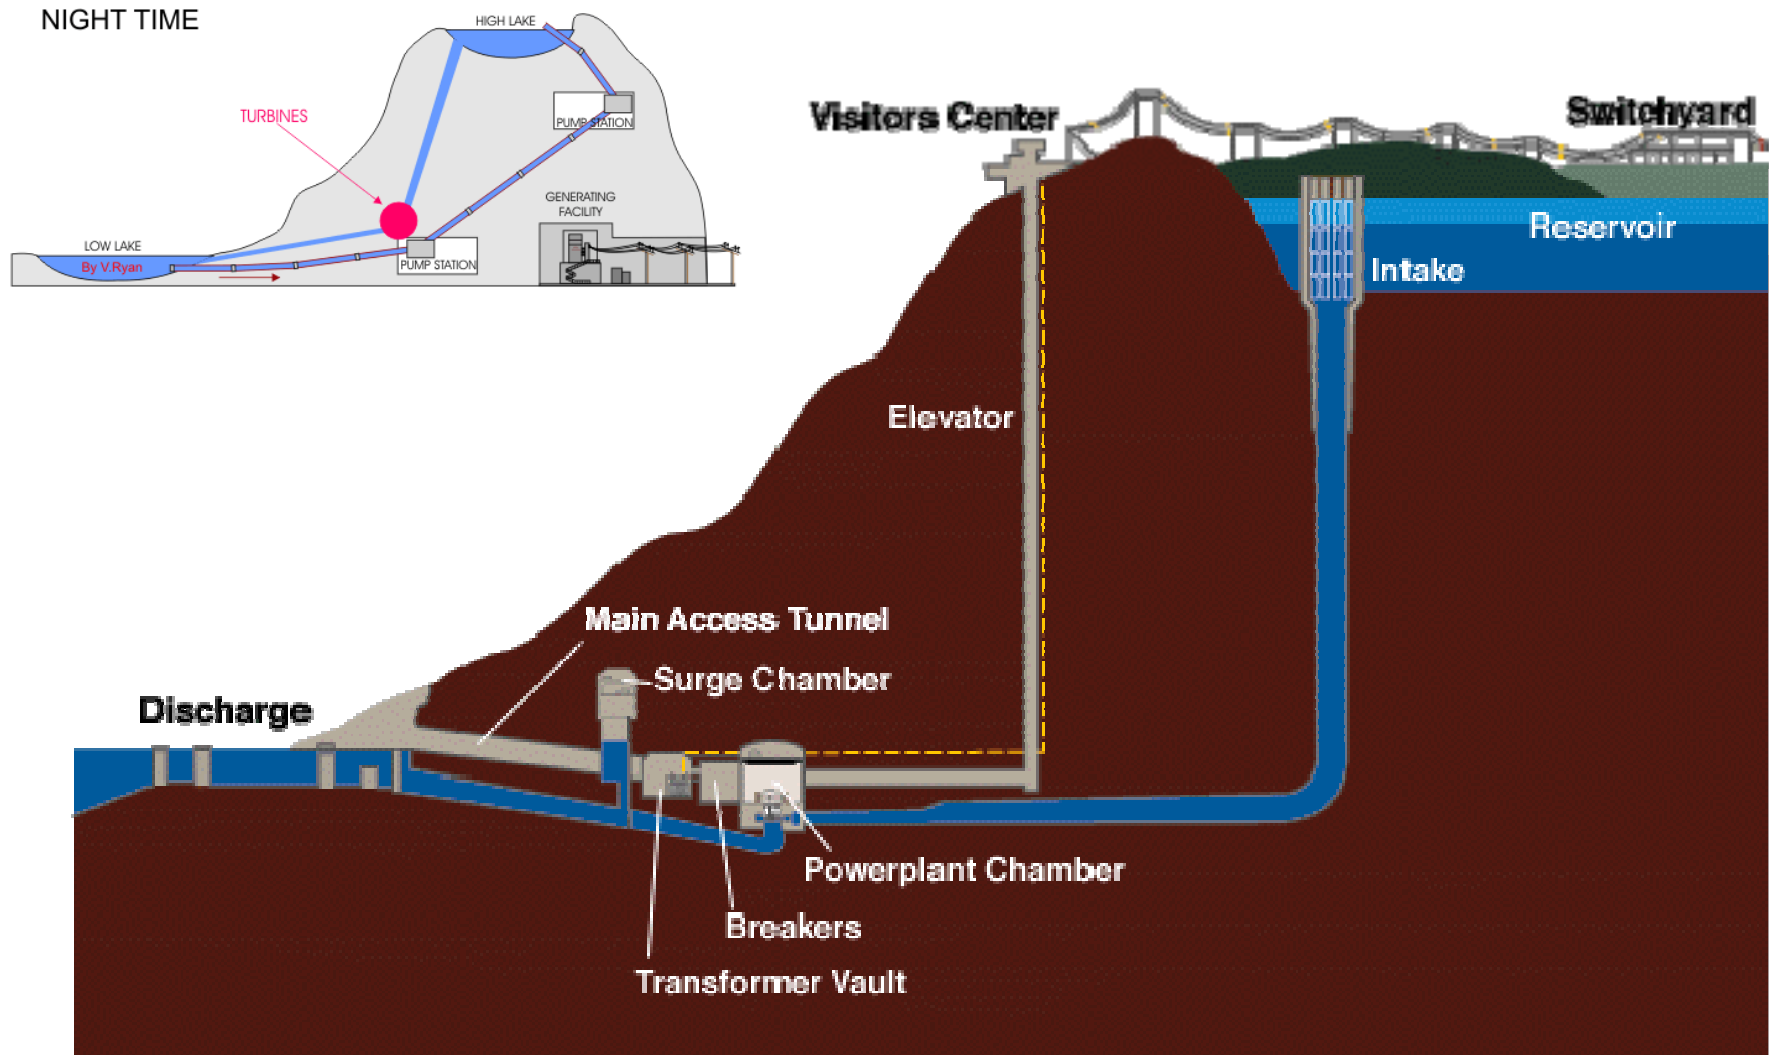 NIGHT TIME
HIGH LAKE
TURBINES
PUMP STATION
GENERATING
FACILITY
LOW LAKE
By V.Ryan
PUMP STATION
Visitors Center
Switchyard
Reservoir
Intake
Elevator
Main Access Tunnel
Surge Chamber
Discharge
Powerplant Chamber
Breakers
Transformer Vault